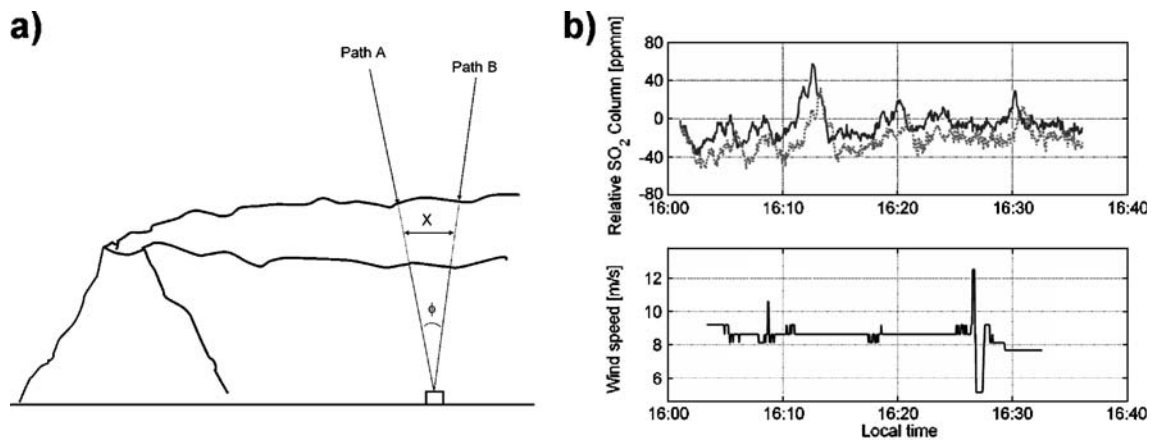 a)
Path A
Path B
X
ϕ
b)
Relative SO₂ Column [ppmm]
80
40
0
-40
-80
16:00 16:10 16:20 16:30 16:40
Wind speed [m/s]
12
10
8
6
16:00 16:10 16:20 16:30 16:40
Local time